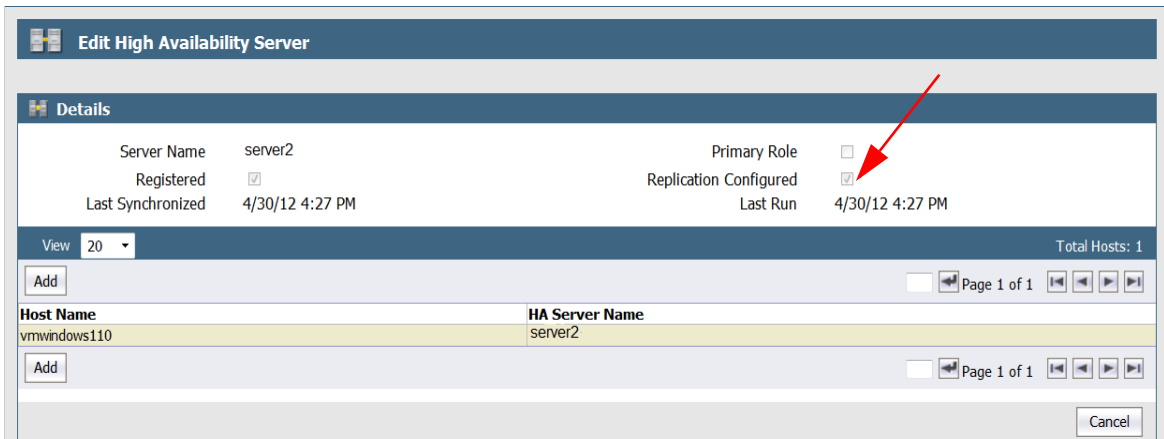 Edit High Availability Server
Details
Server Name server2 Primary Role
Registered Replication Configured
Last Synchronized 4/30/12 4:27 PM Last Run 4/30/12 4:27 PM
View 20 Total Hosts: 1
Add Page 1 of 1
Host Name HA Server Name
vmwindows110 server2
Add Page 1 of 1
Cancel